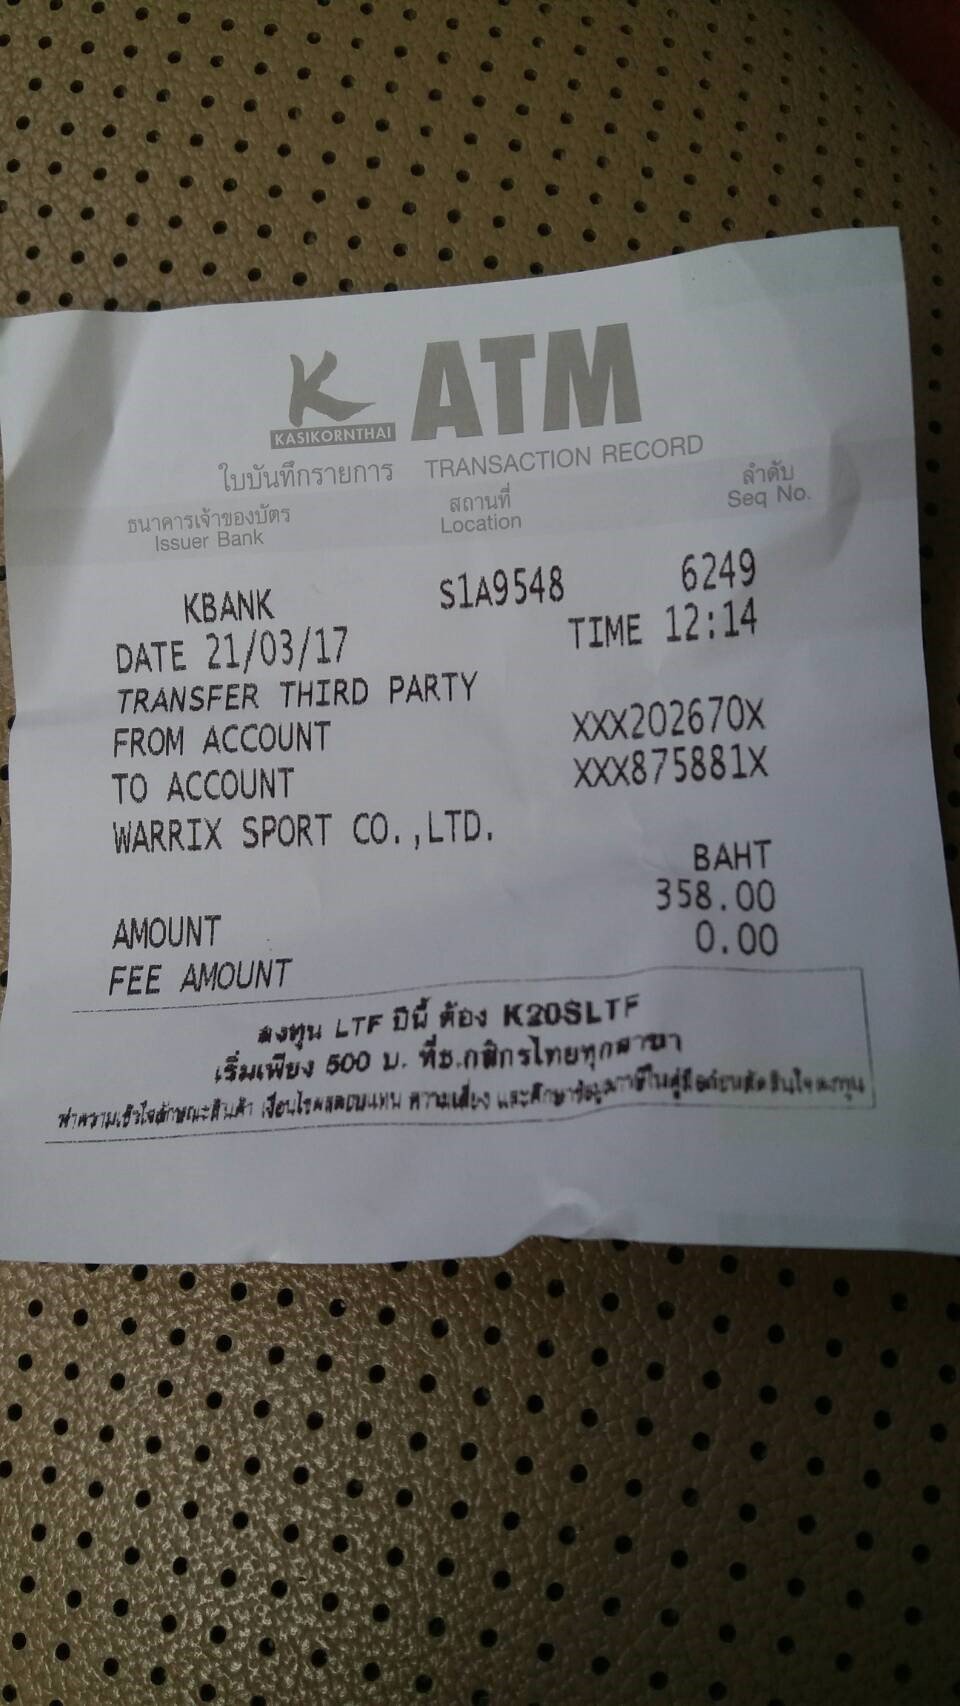 K ATM
KASIKORNTHAI
ใบบันทึกรายการ TRANSACTION RECORD
ธนาคารเจ้าของบัตร สถานที่ ลำดับ
Issuer Bank Location Seq No.
KBANK S1A9548 6249
DATE 21/03/17 TIME 12:14
TRANSFER THIRD PARTY
FROM ACCOUNT XXX202670X
TO ACCOUNT XXX875881X
WARRIX SPORT CO.,LTD.
BAHT
AMOUNT 358.00
FEE AMOUNT 0.00
ลงทุน LTF ปีนี้ ต้อง K20SLTF
เริ่มเพียง 500 บ. ที่ธ.กสิกรไทยทุกสาขา
ทำความเข้าใจลักษณะสินค้า เงื่อนไขผลตอบแทน ความเสี่ยง และศึกษาข้อมูลภาษีในคู่มือก่อนตัดสินใจลงทุน